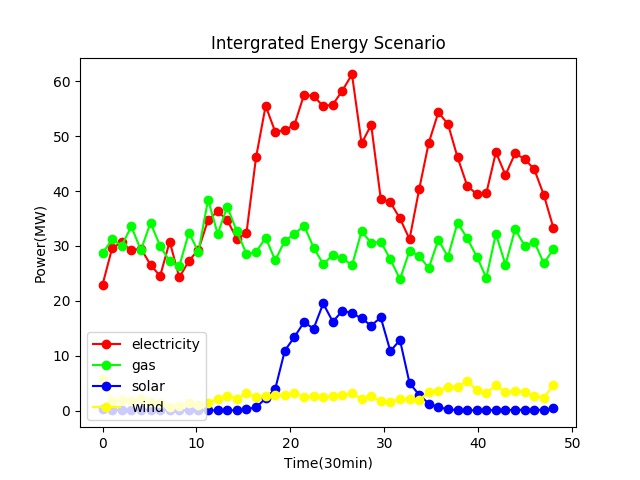 Intergrated Energy Scenario
Power(MW)
60
50
40
30
20
10
0
electricity
gas
solar
wind
0 10 20 30 40 50
Time(30min)